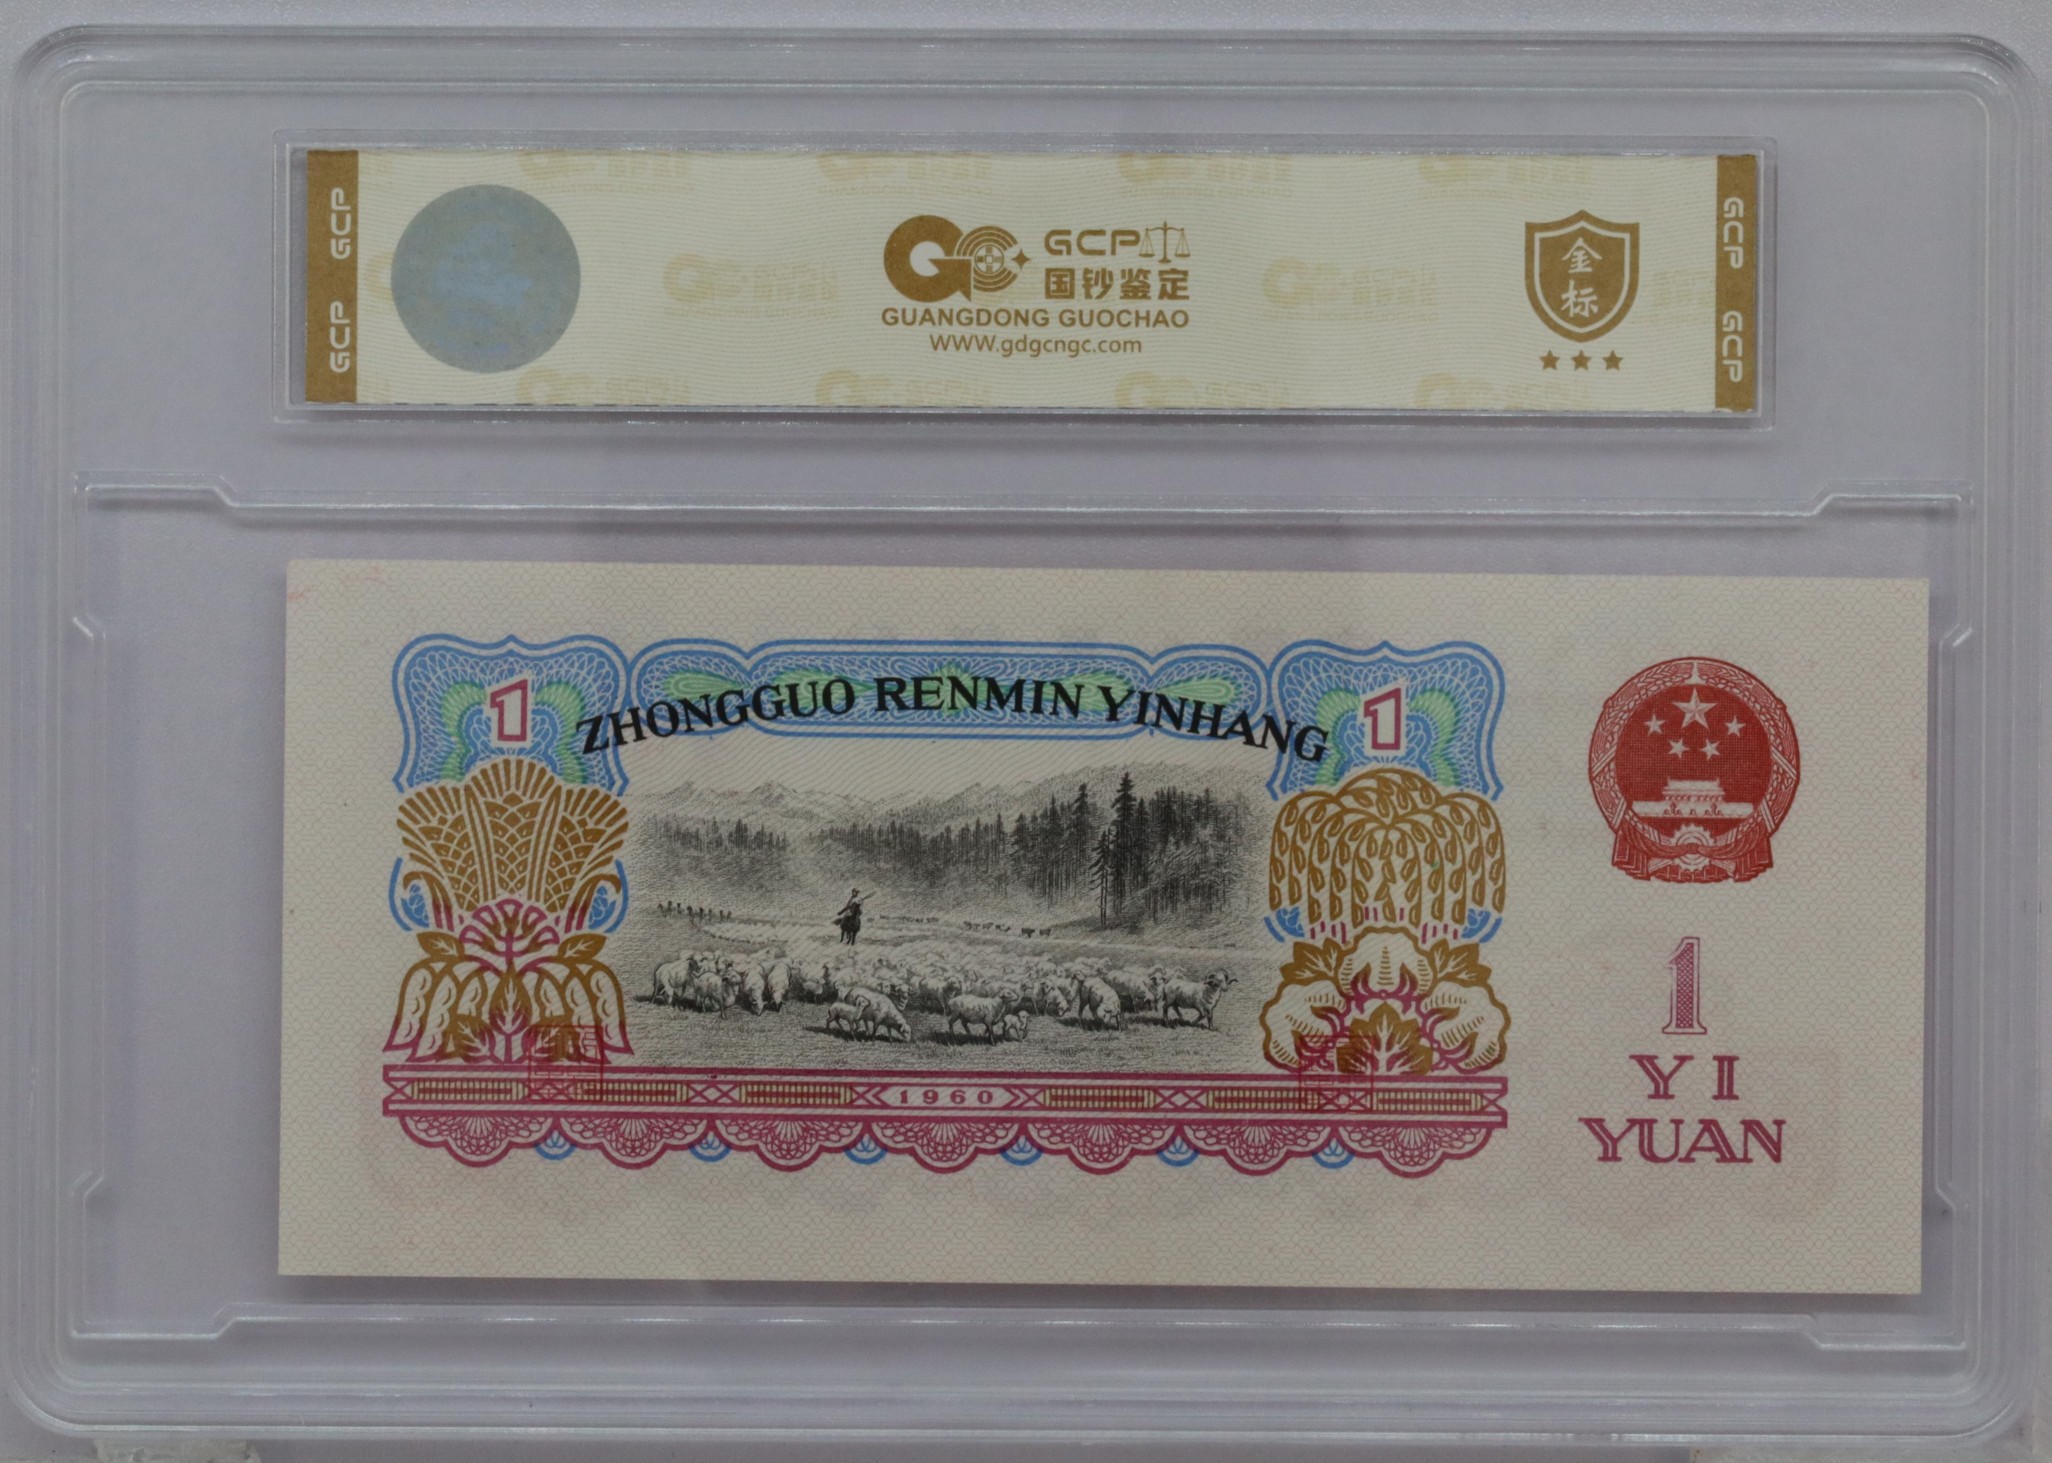 GCP GCP
GCP
国钞鉴定
GUANGDONG GUOCHAO
WWW.gdgcngc.com
金
标
GCP GCP
1 ZHONGGUO RENMIN YINHANG 1
1960
1
YI
YUAN